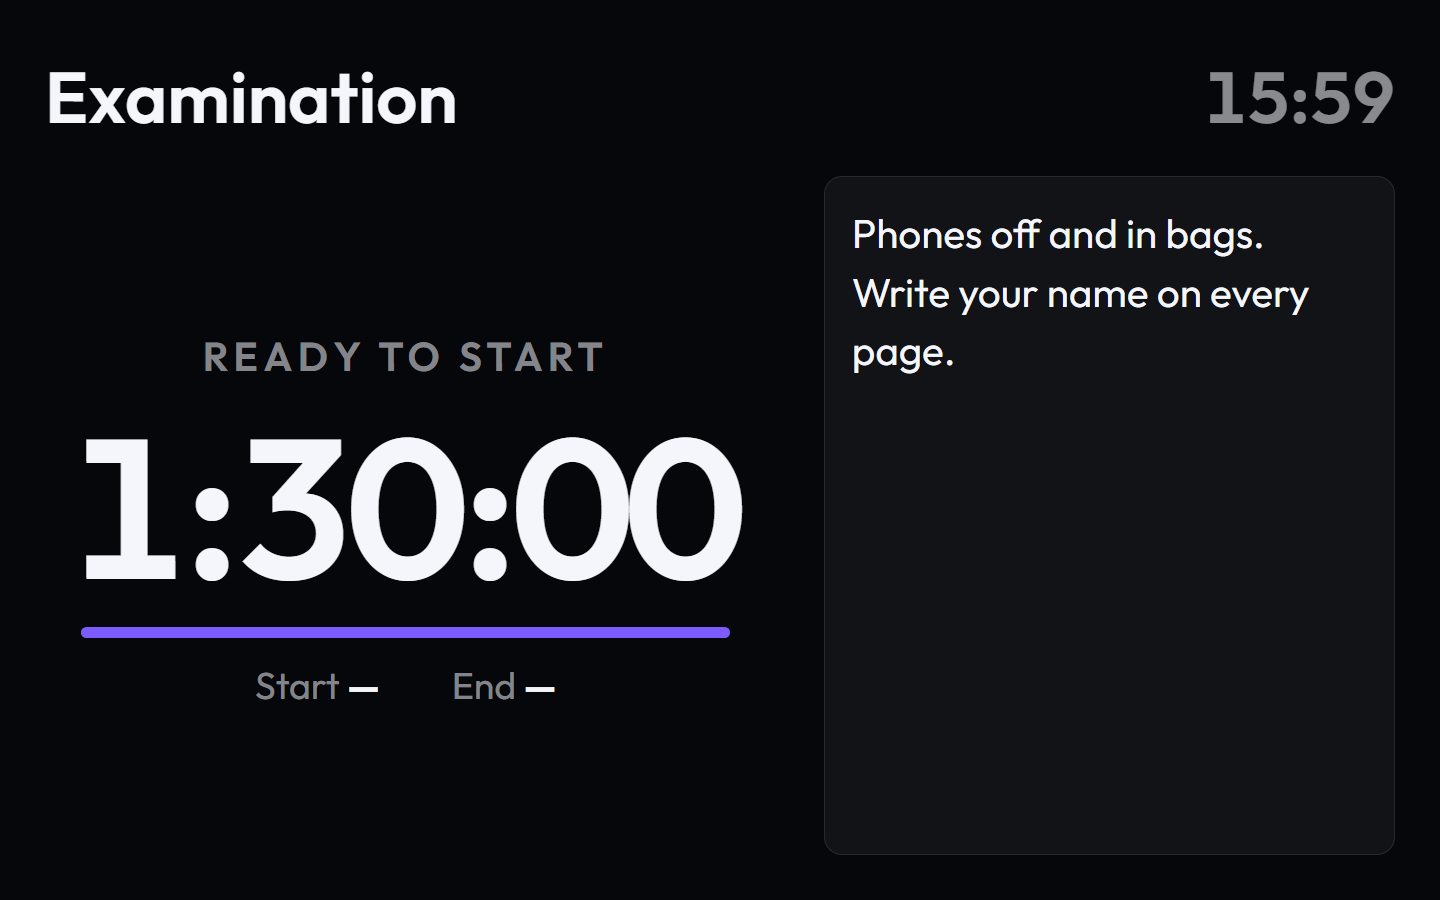 Examination
15:59
READY TO START
1:30:00
Start —
End —
Phones off and in bags.
Write your name on every
page.